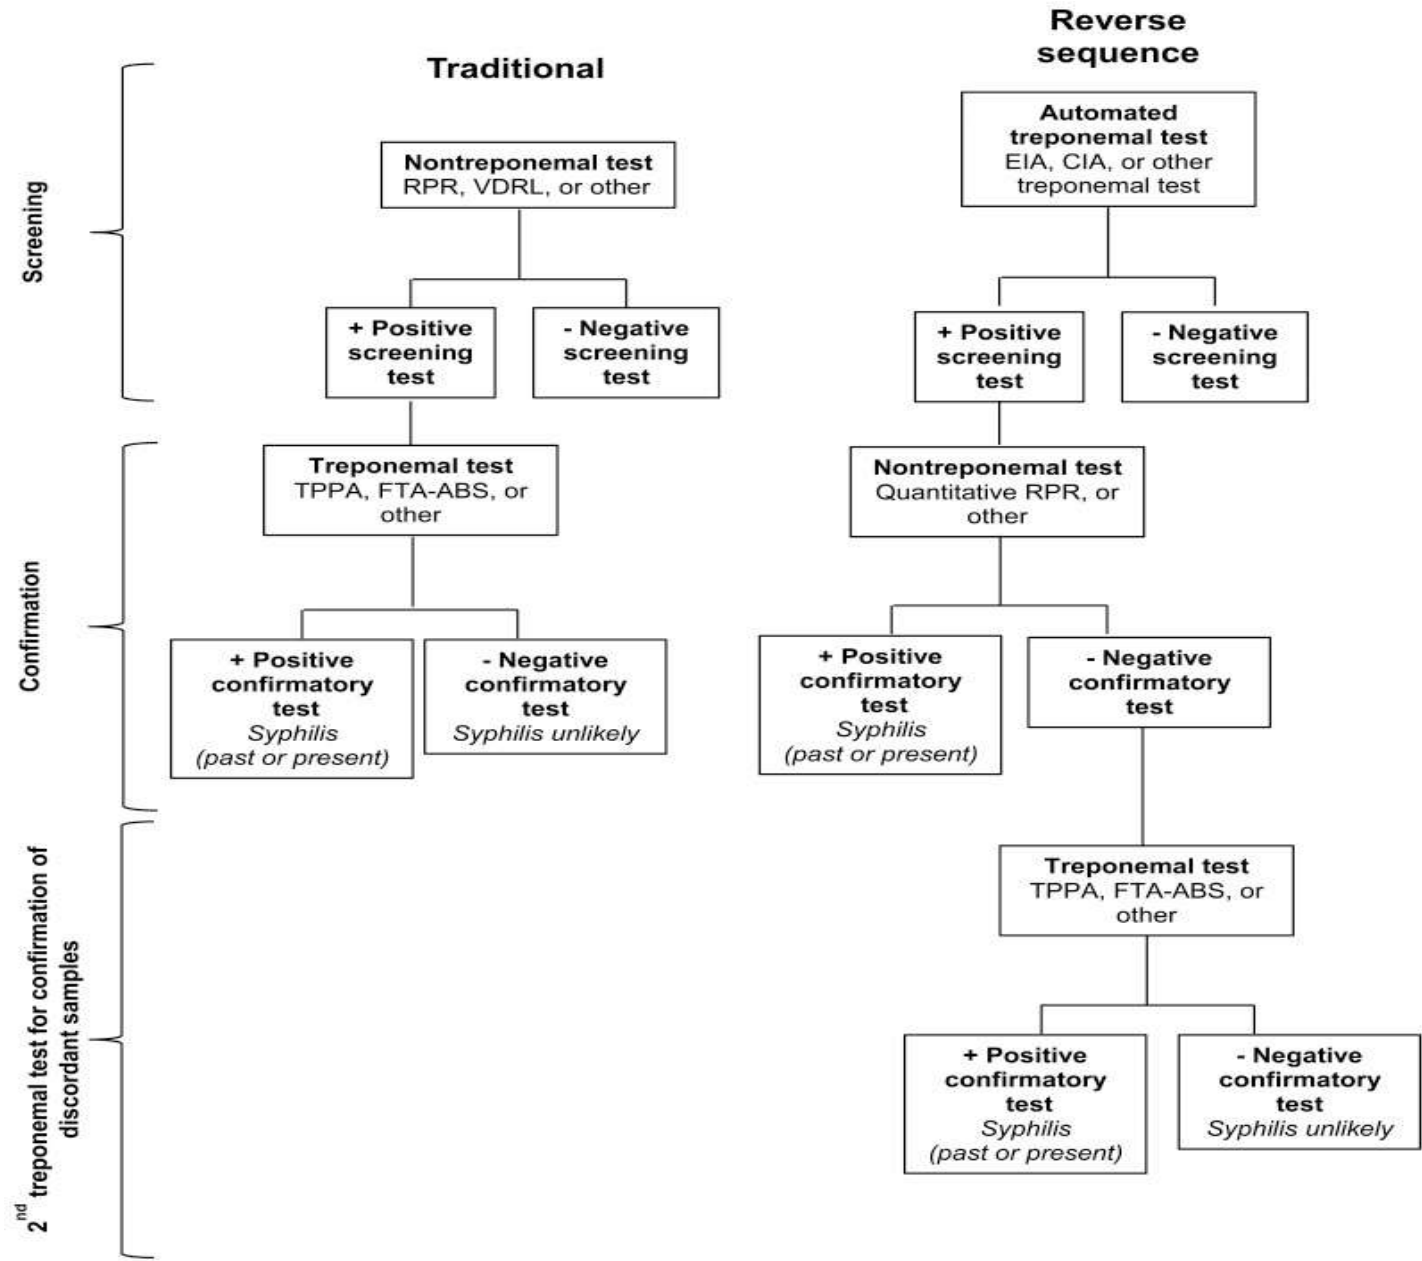 Reverse
sequence
Traditional
Screening
Nontreponemal test
RPR, VDRL, or other
Automated
treponemal test
EIA, CIA, or other
treponemal test
+ Positive
screening
test
- Negative
screening
test
+ Positive
screening
test
- Negative
screening
test
Confirmation
Treponemal test
TPPA, FTA-ABS, or
other
Nontreponemal test
Quantitative RPR, or
other
+ Positive
confirmatory
test
Syphilis
(past or present)
- Negative
confirmatory
test
Syphilis unlikely
+ Positive
confirmatory
test
Syphilis
(past or present)
- Negative
confirmatory
test
2nd treponemal test for confirmation of
discordant samples
Treponemal test
TPPA, FTA-ABS, or
other
+ Positive
confirmatory
test
Syphilis
(past or present)
- Negative
confirmatory
test
Syphilis unlikely